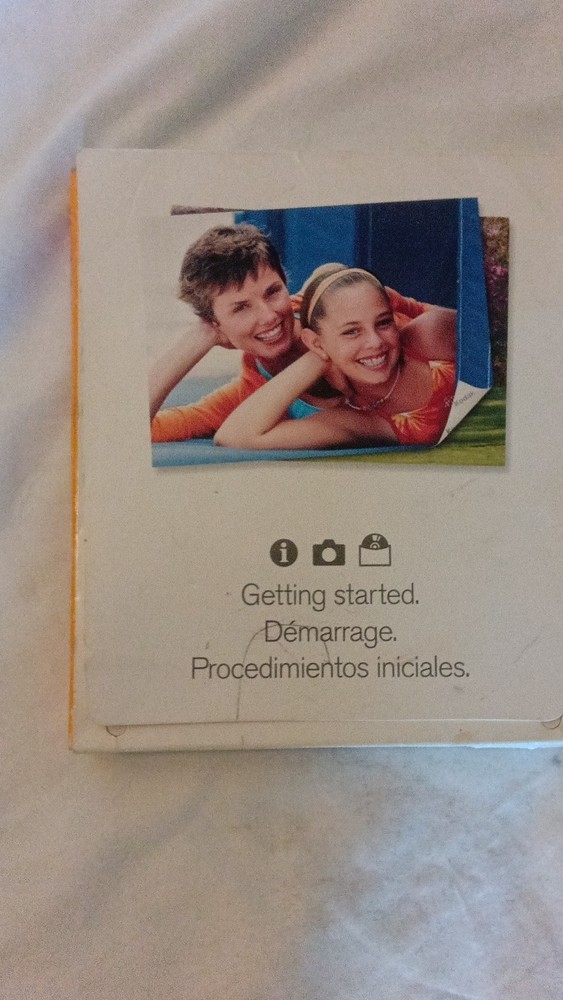 Getting started.
Démarrage.
Procedimientos iniciales.